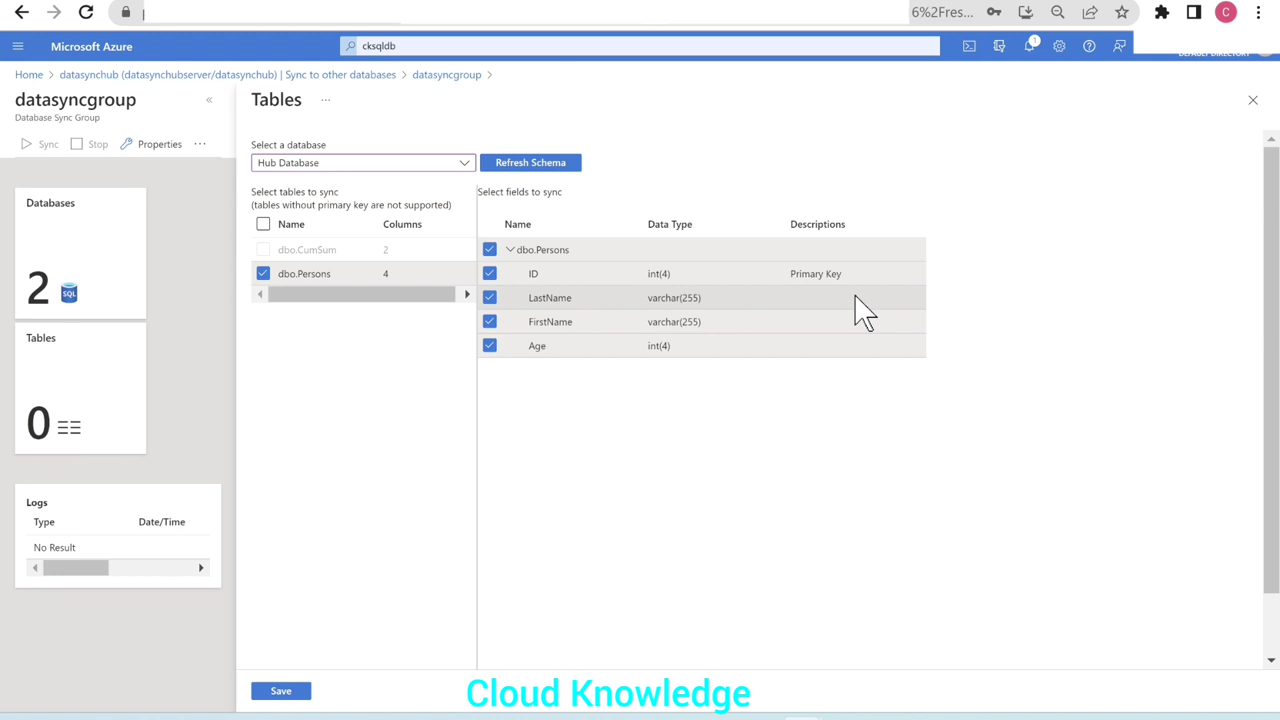 6%2Fres...
C
Microsoft Azure
cksqldb
1
Home > datasynchub (datasynchubserver/datasynchub) | Sync to other databases > datasyncgroup >
datasyncgroup
Database Sync Group
Sync
Stop
Properties
Databases
2
SQL
Tables
0
Logs
Type Date/Time
No Result
Tables
Select a database
Hub Database
Refresh Schema
Select tables to sync
(tables without primary key are not supported)
Name Columns
dbo.CumSum 2
dbo.Persons 4
Select fields to sync
Name Data Type Descriptions
dbo.Persons
ID int(4) Primary Key
LastName varchar(255)
FirstName varchar(255)
Age int(4)
Save
Cloud Knowledge